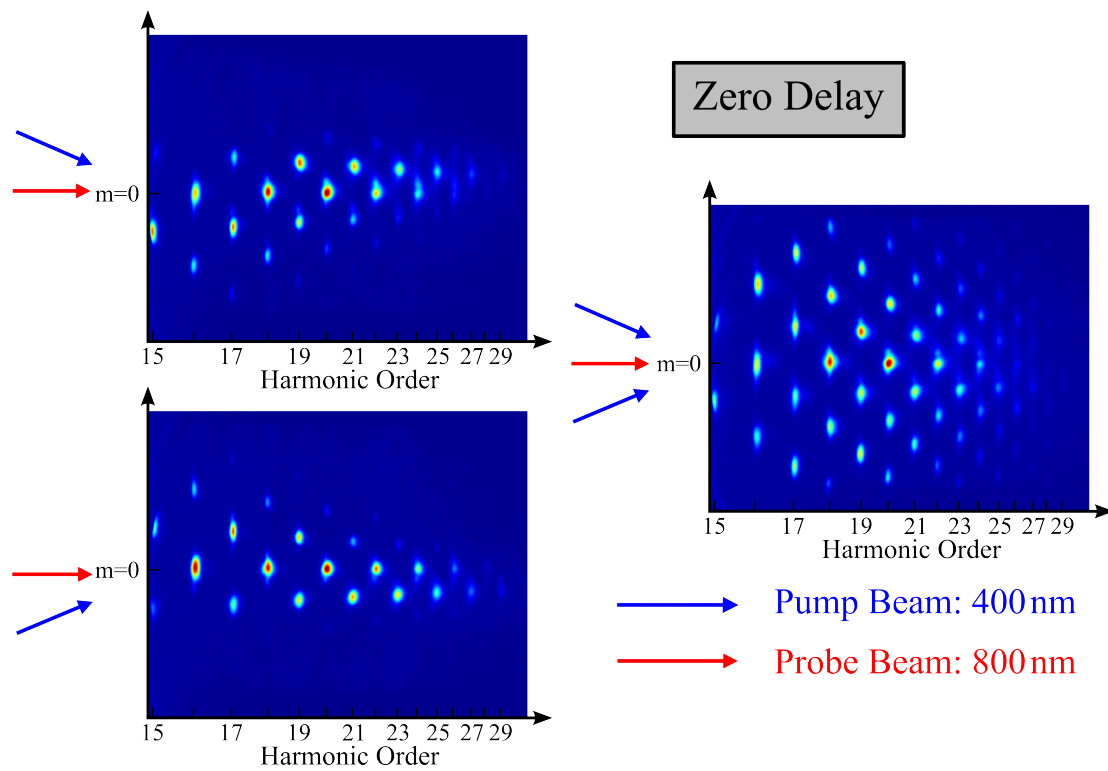 Zero Delay
m=0
15 17 19 21 23 25 27 29
Harmonic Order
m=0
15 17 19 21 23 25 27 29
Harmonic Order
m=0
15 17 19 21 23 25 27 29
Harmonic Order
Pump Beam: 400 nm
Probe Beam: 800 nm